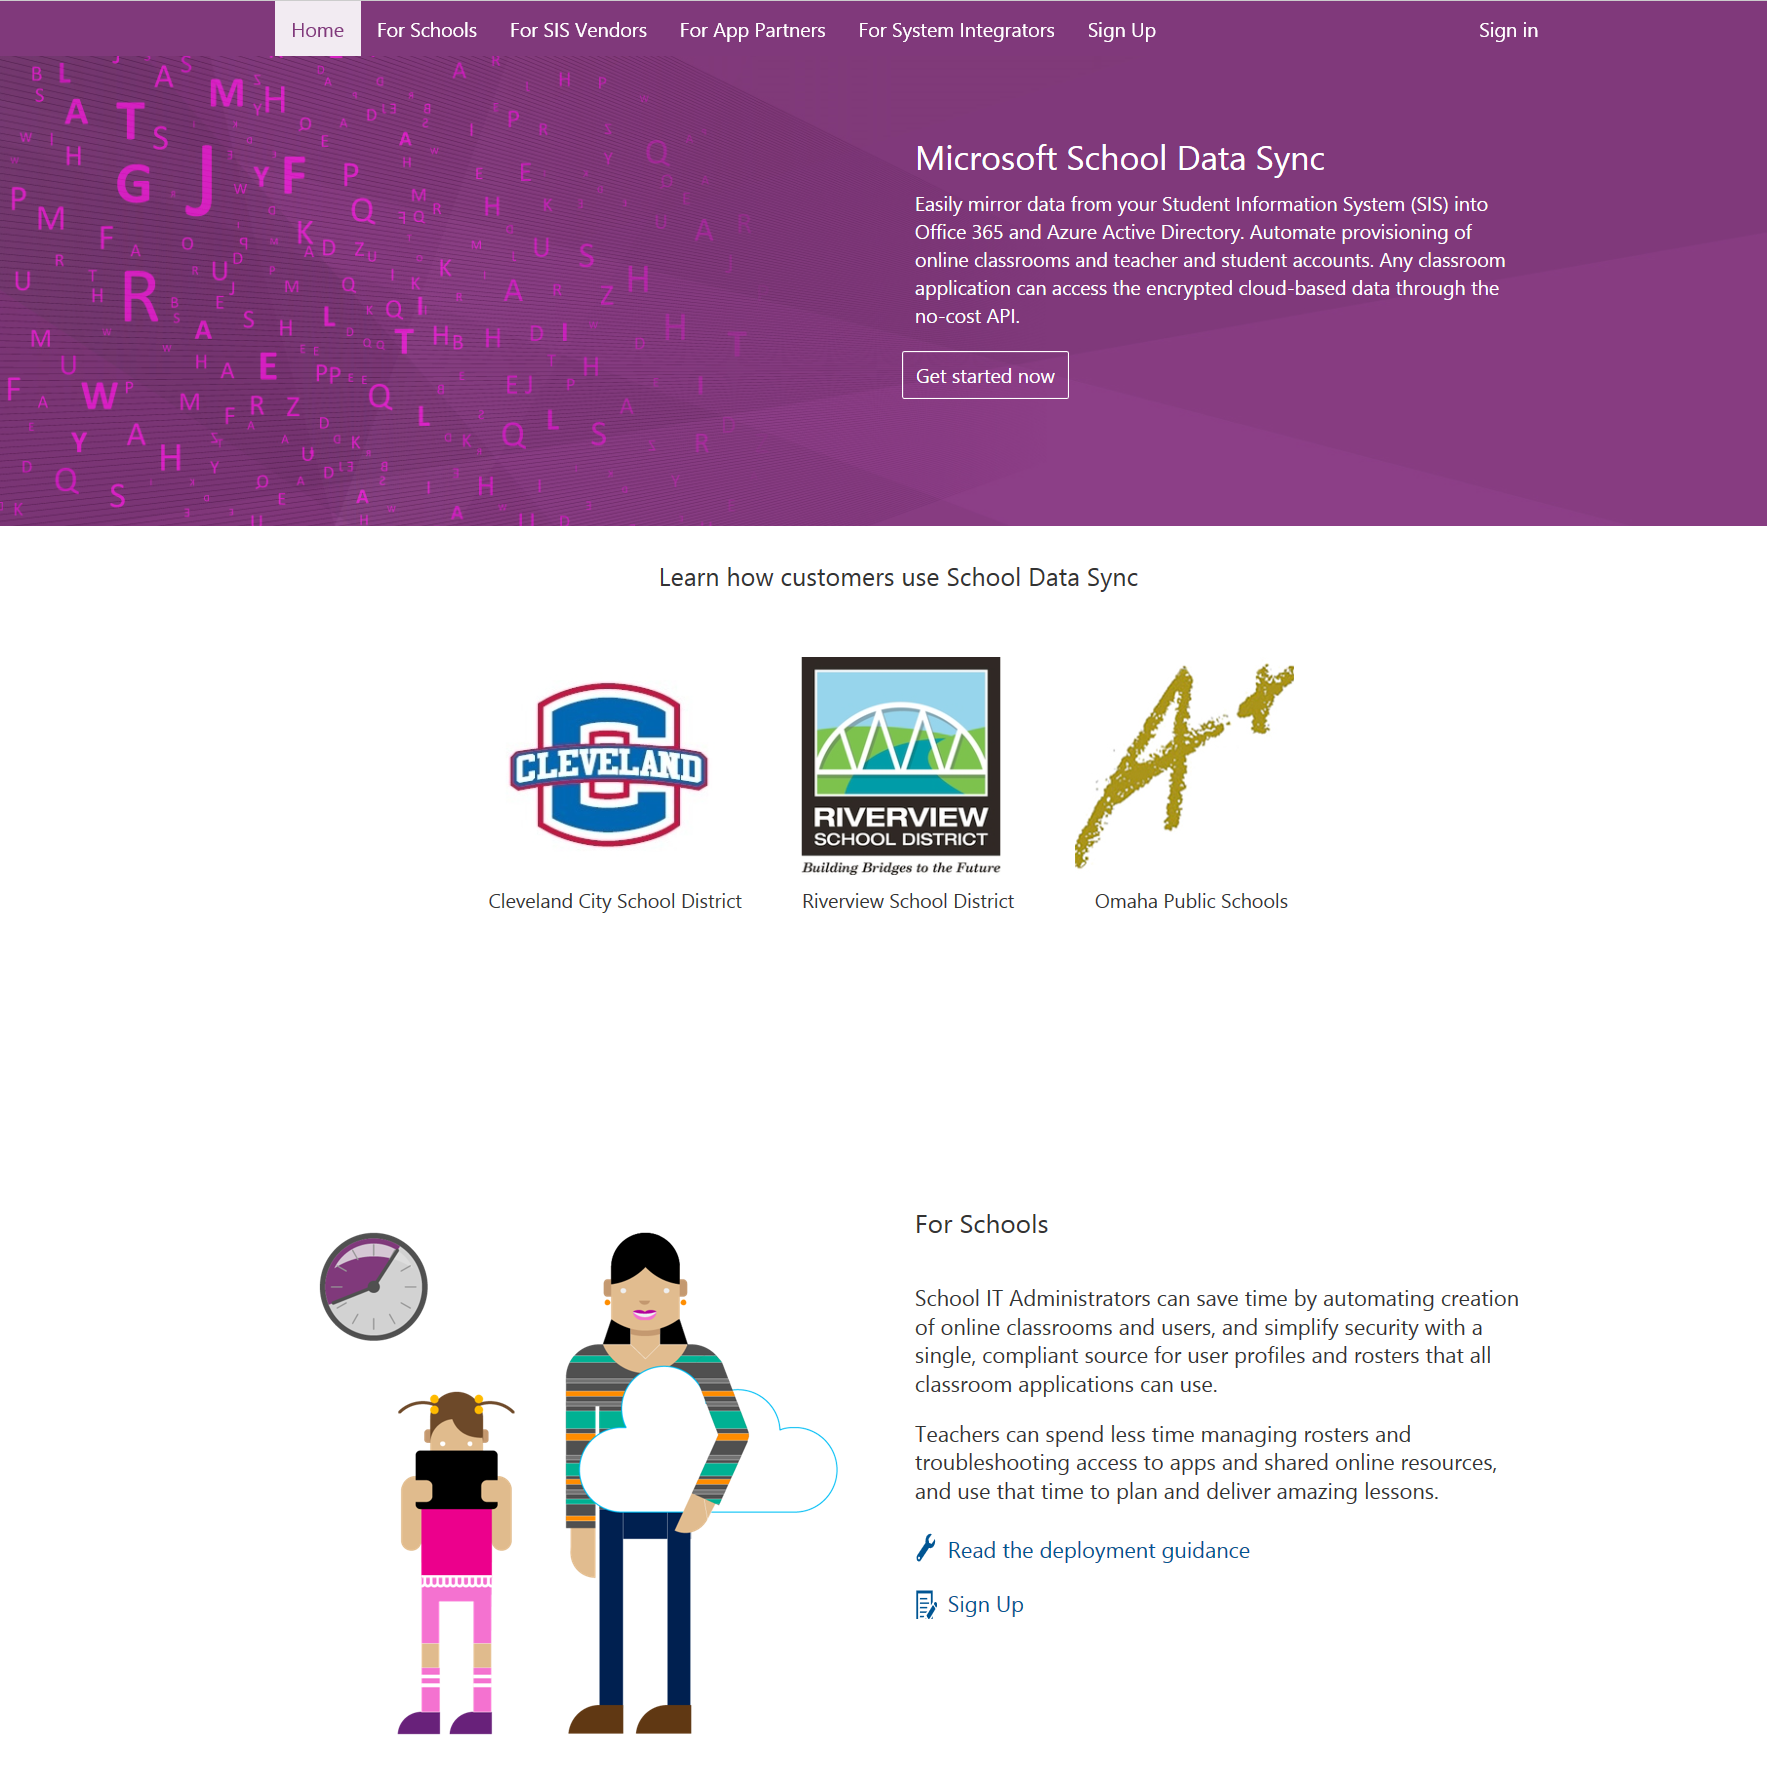 Home For Schools For SIS Vendors For App Partners For System Integrators Sign Up Sign in
Microsoft School Data Sync
Easily mirror data from your Student Information System (SIS) into
Office 365 and Azure Active Directory. Automate provisioning of
online classrooms and teacher and student accounts. Any classroom
application can access the encrypted cloud-based data through the
no-cost API.
Get started now
Learn how customers use School Data Sync
CLEVELAND
RIVERVIEW
SCHOOL DISTRICT
Building Bridges to the Future
A+
Cleveland City School District
Riverview School District
Omaha Public Schools
For Schools
School IT Administrators can save time by automating creation
of online classrooms and users, and simplify security with a
single, compliant source for user profiles and rosters that all
classroom applications can use.
Teachers can spend less time managing rosters and
troubleshooting access to apps and shared online resources,
and use that time to plan and deliver amazing lessons.
Read the deployment guidance
Sign Up